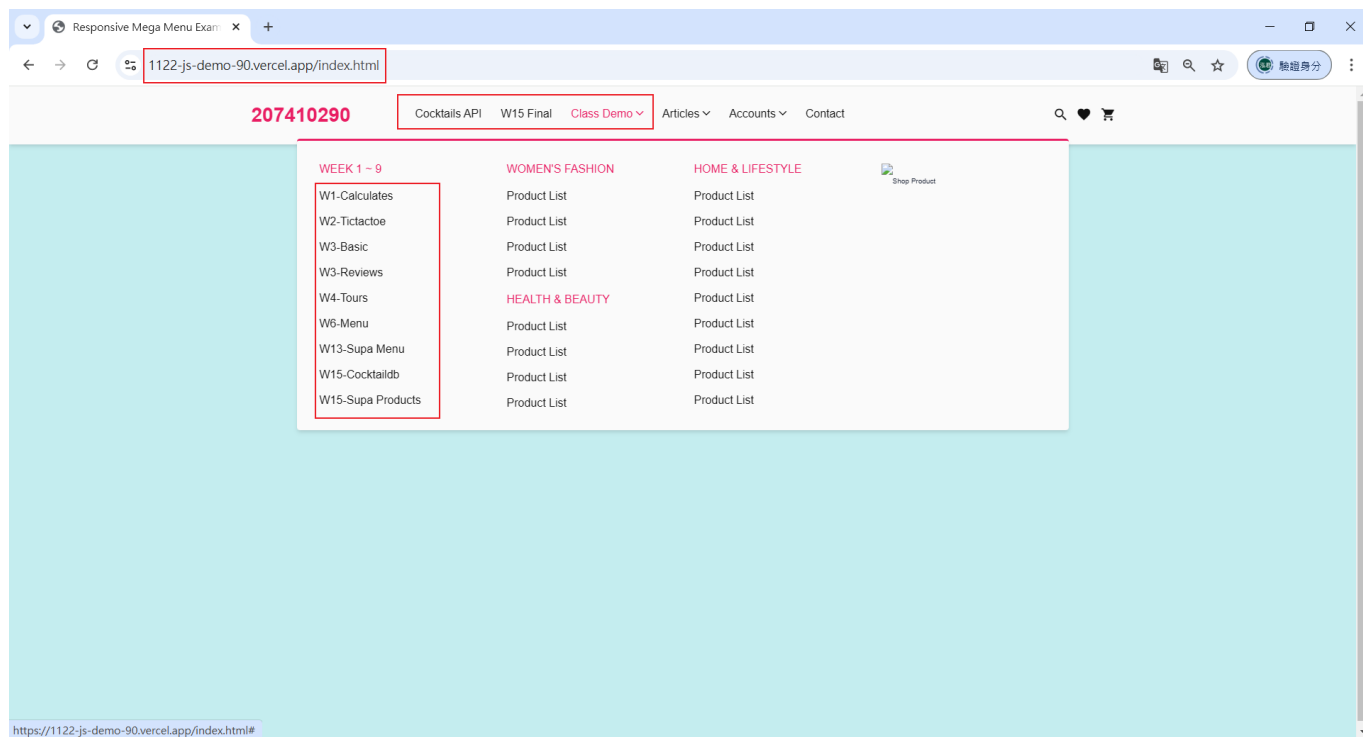 Responsive Mega Menu Exam
1122-js-demo-90.vercel.app/index.html
驗證身分
207410290
Cocktails API W15 Final Class Demo Articles Accounts Contact
WEEK 1 ~ 9
W1-Calculates
W2-Tictactoe
W3-Basic
W3-Reviews
W4-Tours
W6-Menu
W13-Supa Menu
W15-Cocktaildb
W15-Supa Products
WOMEN'S FASHION
Product List
Product List
Product List
Product List
HEALTH & BEAUTY
Product List
Product List
Product List
Product List
HOME & LIFESTYLE
Product List
Product List
Product List
Product List
Product List
Product List
Product List
Product List
Product List
Shop Product
https://1122-js-demo-90.vercel.app/index.html#